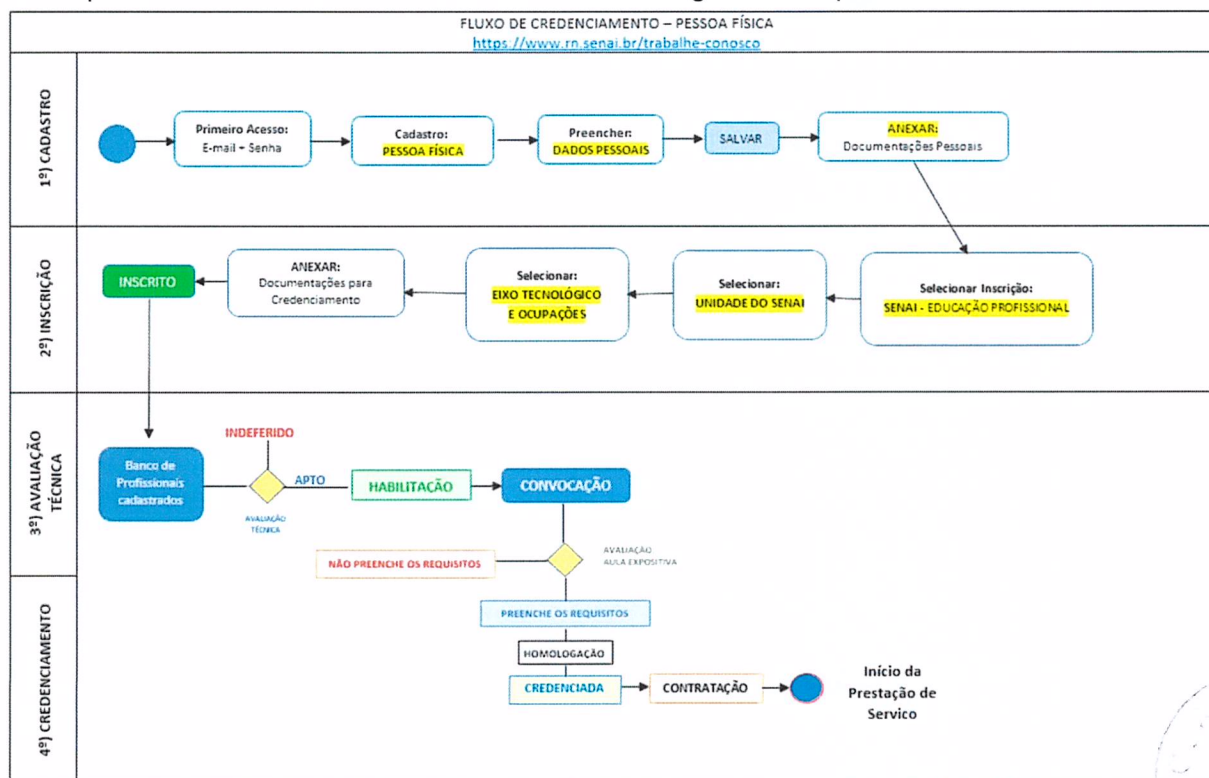 FLUXO DE CREDENCIAMENTO – PESSOA FÍSICA
https://www.rn.senai.br/trabalhe-conosco
1º) CADASTRO
Primeiro Acesso:
E-mail + Senha
Cadastro:
PESSOA FÍSICA
Preencher:
DADOS PESSOAIS
SALVAR
ANEXAR:
Documentações Pessoais
2º) INSCRIÇÃO
INSCRITO
ANEXAR:
Documentações para
Credenciamento
Selecionar:
EIXO TECNOLÓGICO
E OCUPAÇÕES
Selecionar:
UNIDADE DO SENAI
Selecionar Inscrição:
SENAI - EDUCAÇÃO PROFISSIONAL
3º) AVALIAÇÃO
TÉCNICA
Banco de
Profissionais
cadastrados
INDEFERIDO
APTO
AVALIAÇÃO
TÉCNICA
HABILITAÇÃO
CONVOCAÇÃO
NÃO PREENCHE OS REQUISITOS
AVALIAÇÃO
AULA EXPOSITIVA
4º) CREDENCIAMENTO
PREENCHE OS REQUISITOS
HOMOLOGAÇÃO
CREDENCIADA
CONTRATAÇÃO
Início da
Prestação de
Servico